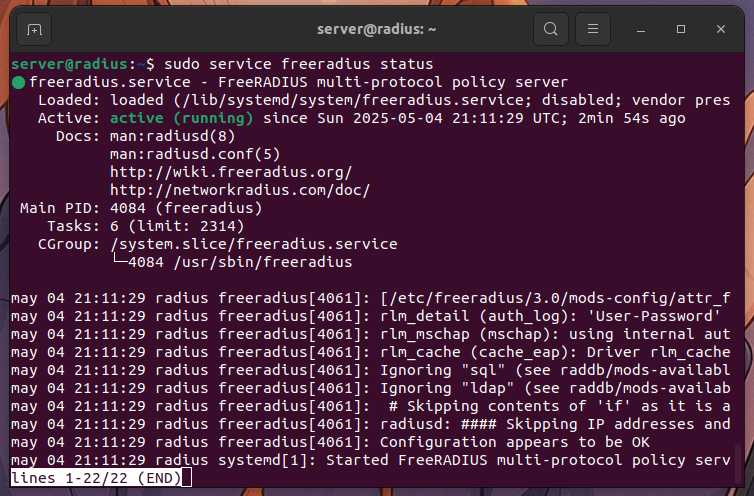 server@radius: ~
server@radius:~$ sudo service freeradius status
● freeradius.service - FreeRADIUS multi-protocol policy server
   Loaded: loaded (/lib/systemd/system/freeradius.service; disabled; vendor pres
   Active: active (running) since Sun 2025-05-04 21:11:29 UTC; 2min 54s ago
     Docs: man:radiusd(8)
           man:radiusd.conf(5)
           http://wiki.freeradius.org/
           http://networkradius.com/doc/
 Main PID: 4084 (freeradius)
    Tasks: 6 (limit: 2314)
   CGroup: /system.slice/freeradius.service
           └─4084 /usr/sbin/freeradius
may 04 21:11:29 radius freeradius[4061]: [/etc/freeradius/3.0/mods-config/attr_f
may 04 21:11:29 radius freeradius[4061]: rlm_detail (auth_log): 'User-Password'
may 04 21:11:29 radius freeradius[4061]: rlm_mschap (mschap): using internal aut
may 04 21:11:29 radius freeradius[4061]: rlm_cache (cache_eap): Driver rlm_cache
may 04 21:11:29 radius freeradius[4061]: Ignoring "sql" (see raddb/mods-availabl
may 04 21:11:29 radius freeradius[4061]: Ignoring "ldap" (see raddb/mods-availab
may 04 21:11:29 radius freeradius[4061]:  # Skipping contents of 'if' as it is a
may 04 21:11:29 radius freeradius[4061]: radiusd: #### Skipping IP addresses and
may 04 21:11:29 radius freeradius[4061]: Configuration appears to be OK
may 04 21:11:29 radius systemd[1]: Started FreeRADIUS multi-protocol policy serv
lines 1-22/22 (END)